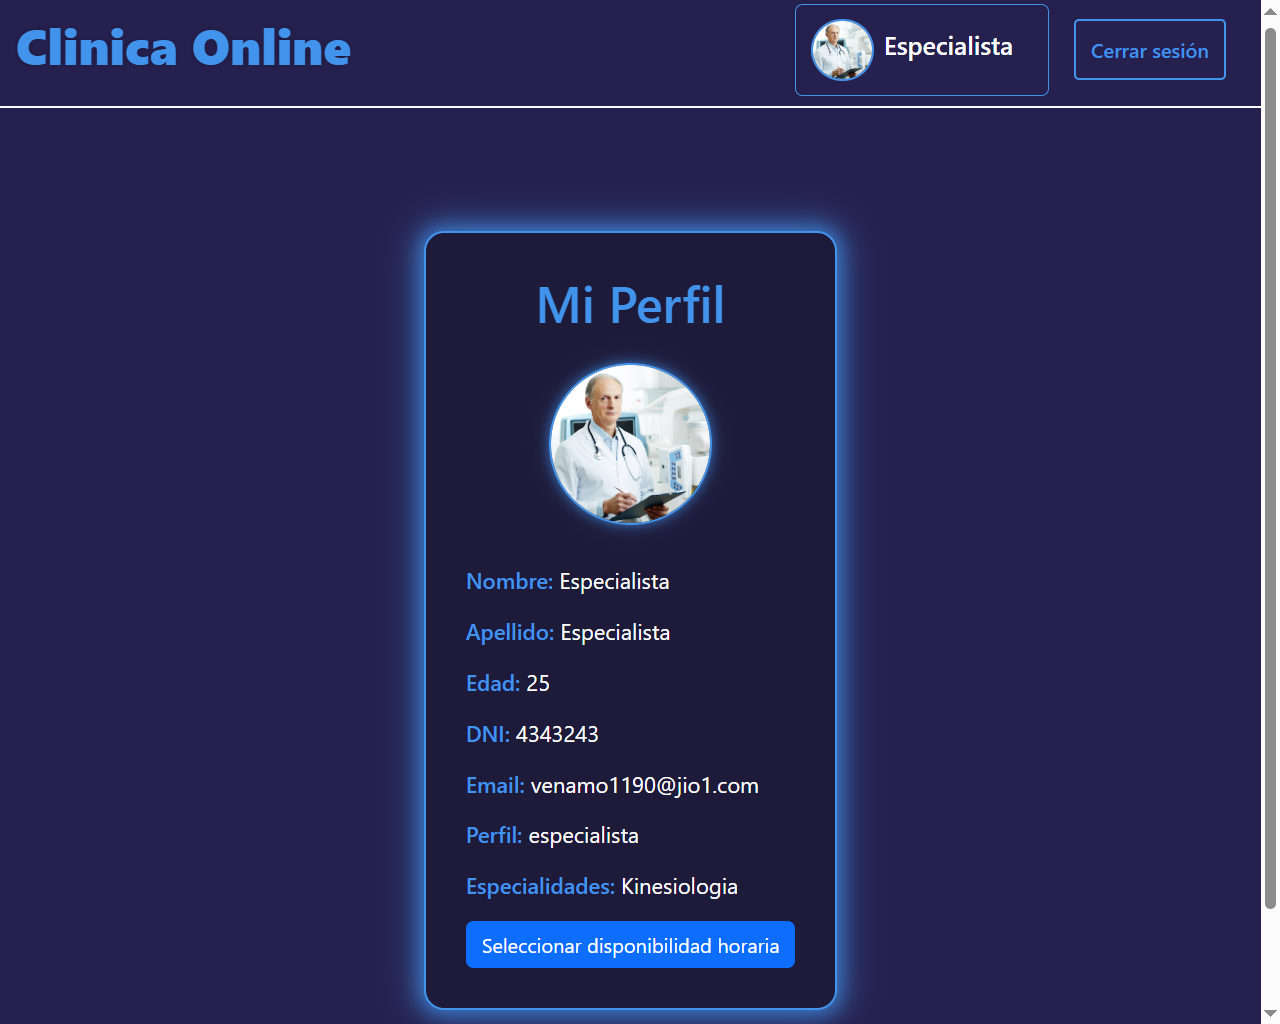 Clinica Online
Especialista
Cerrar sesión
Mi Perfil
Nombre: Especialista
Apellido: Especialista
Edad: 25
DNI: 4343243
Email: venamo1190@jio1.com
Perfil: especialista
Especialidades: Kinesiologia
Seleccionar disponibilidad horaria